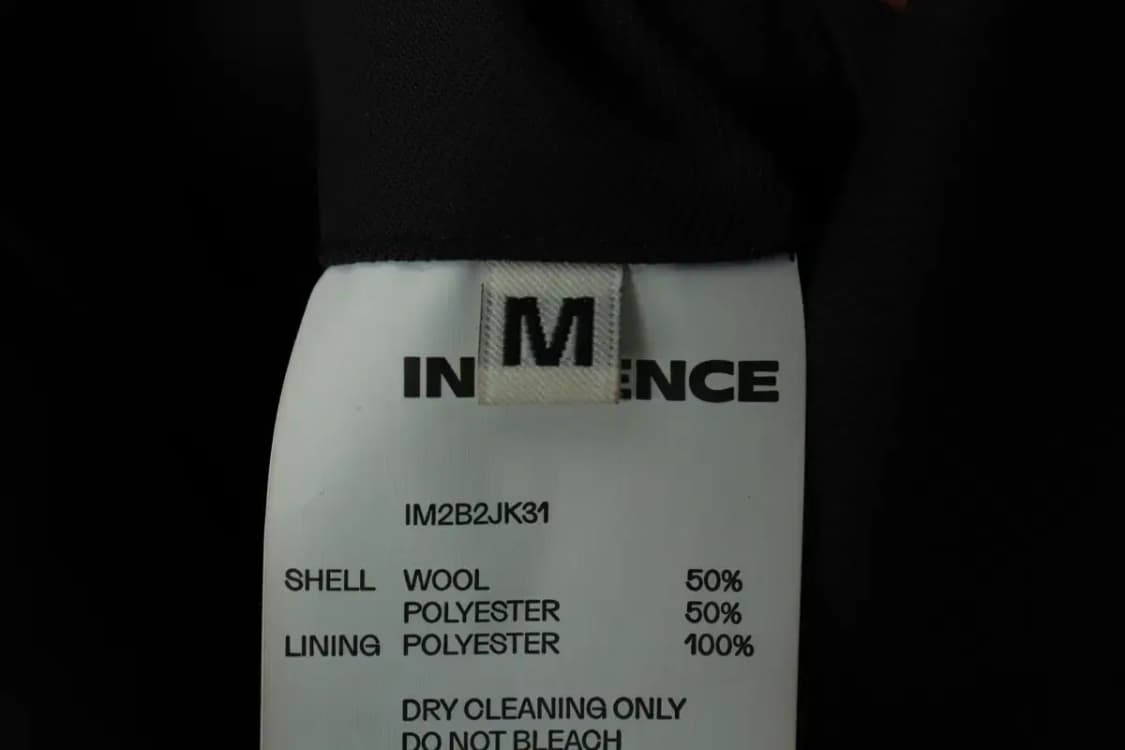 M
IN ENCE
IM2B2JK31
SHELL WOOL 50%
POLYESTER 50%
LINING POLYESTER 100%
DRY CLEANING ONLY
DO NOT BLEACH